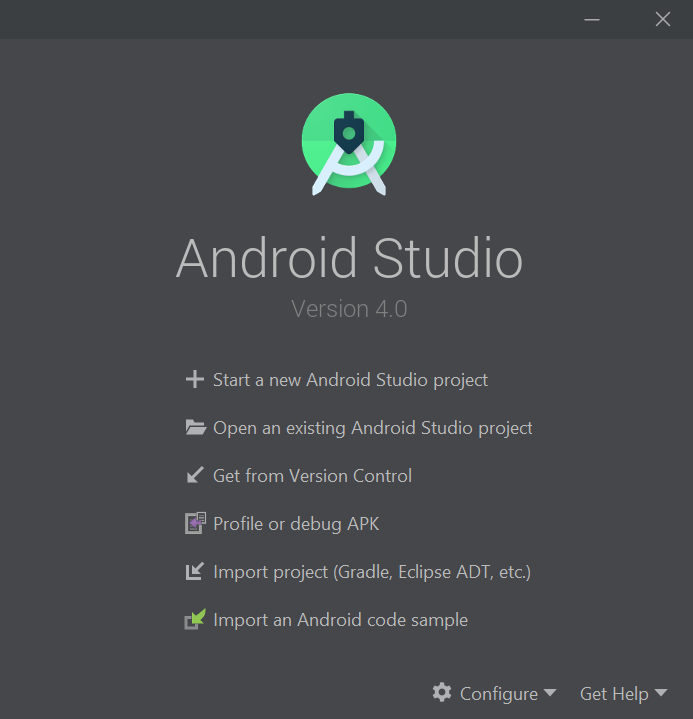 Android Studio
Version 4.0
Start a new Android Studio project
Open an existing Android Studio project
Get from Version Control
Profile or debug APK
Import project (Gradle, Eclipse ADT, etc.)
Import an Android code sample
Configure
Get Help